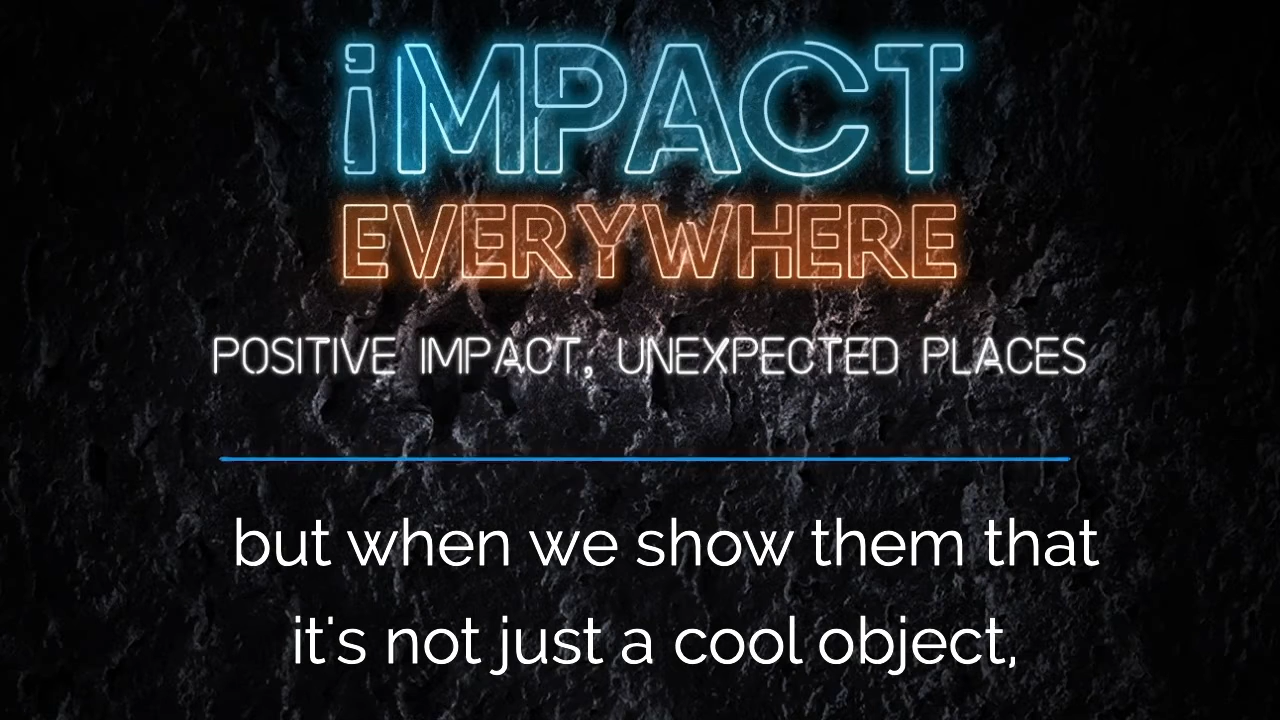 iMPACT
EVERYWHERE
POSITIVE IMPACT, UNEXPECTED PLACES
but when we show them that
it's not just a cool object,